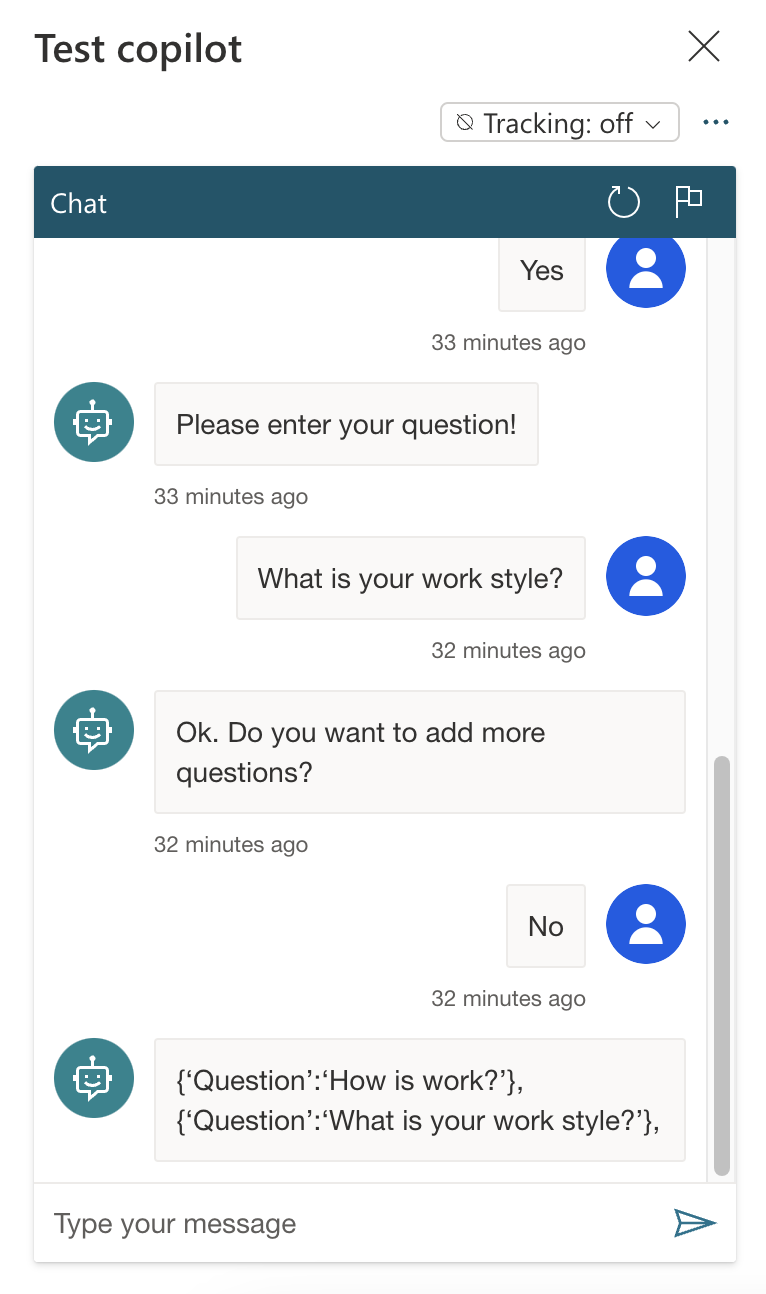 Test copilot
Tracking: off
Chat
Yes
33 minutes ago
Please enter your question!
33 minutes ago
What is your work style?
32 minutes ago
Ok. Do you want to add more
questions?
32 minutes ago
No
32 minutes ago
{‘Question’:‘How is work?’},
{‘Question’:‘What is your work style?’},
Type your message